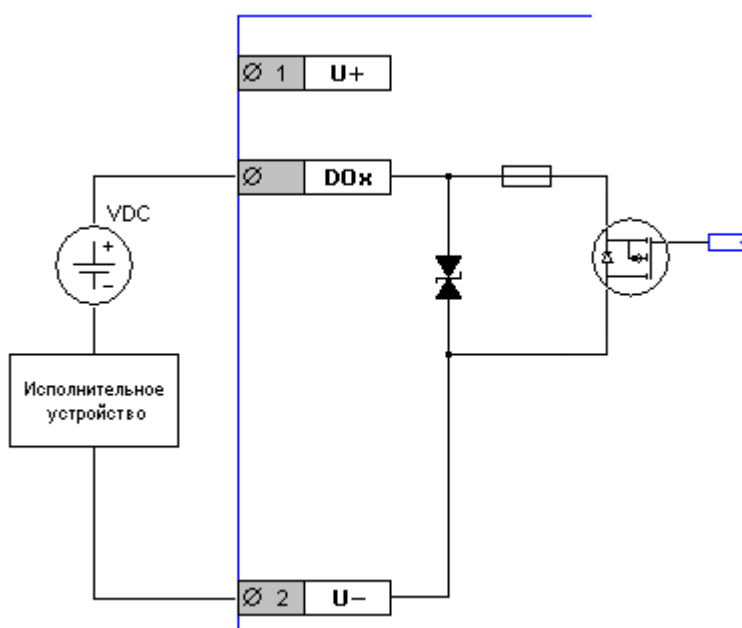 Ø 1 U+
Ø DOx
VDC
+
–
Исполнительное
устройство
Ø 2 U–